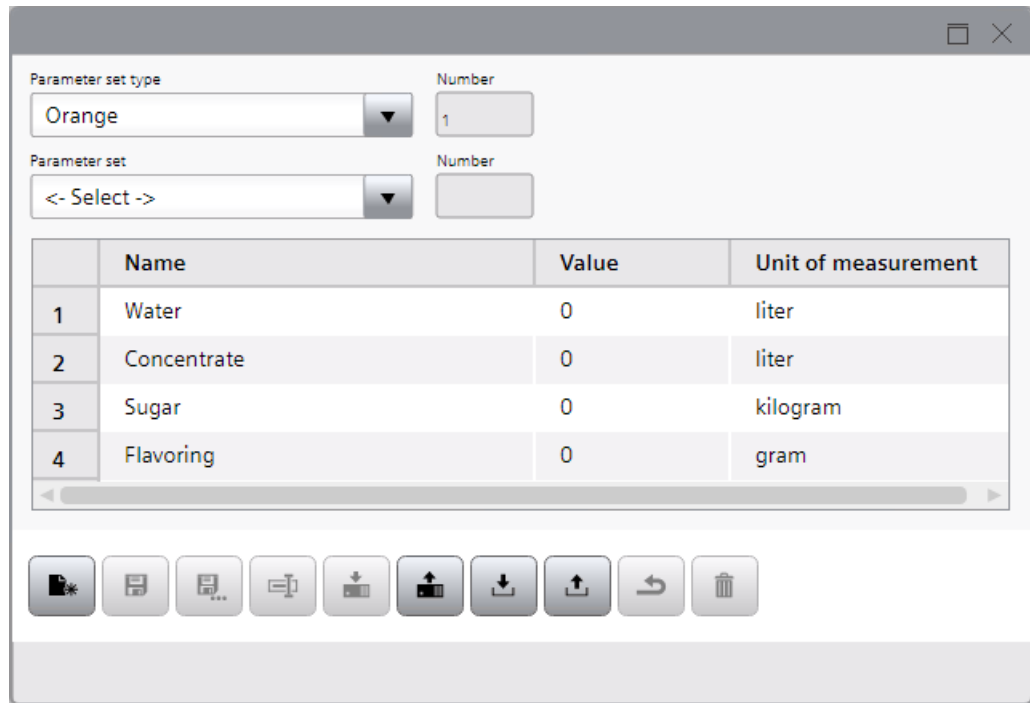 Parameter set type Number
Orange 1
Parameter set Number
<- Select ->
Name Value Unit of measurement
1 Water 0 liter
2 Concentrate 0 liter
3 Sugar 0 kilogram
4 Flavoring 0 gram